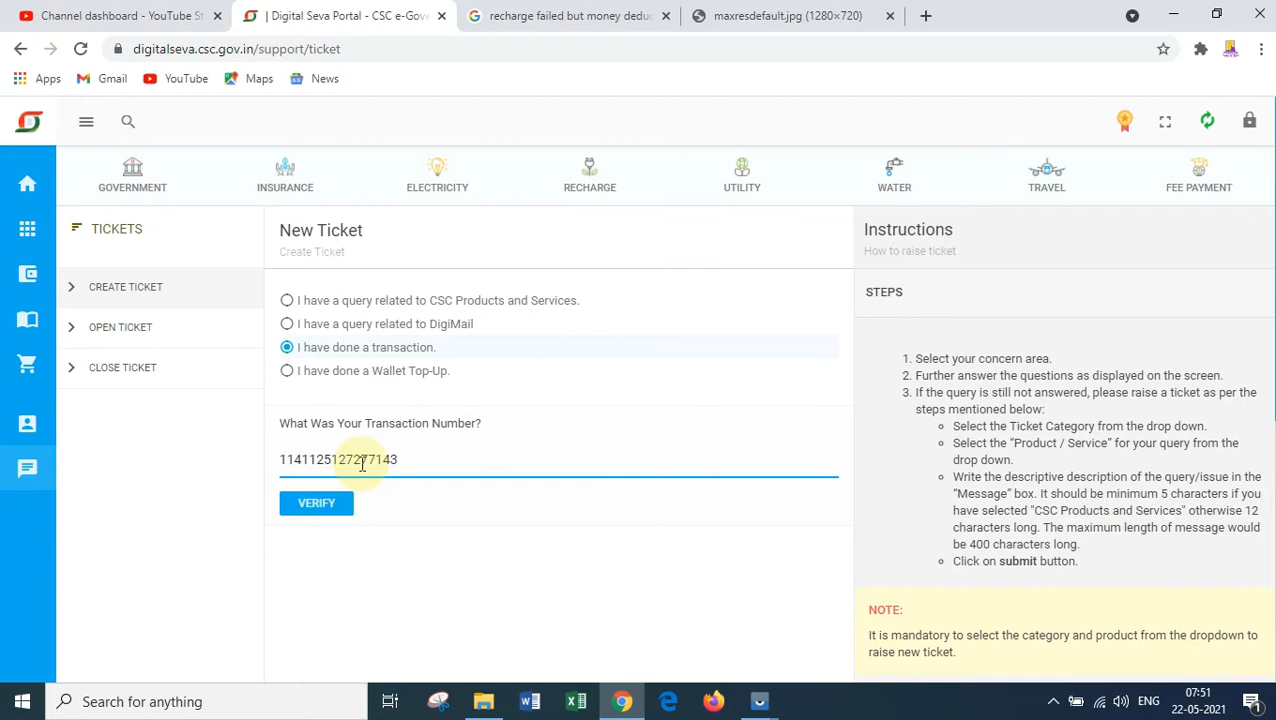 Channel dashboard - YouTube St
| Digital Seva Portal - CSC e-Gove
recharge failed but money deduc
maxresdefault.jpg (1280×720)
digitalseva.csc.gov.in/support/ticket
Apps
Gmail
YouTube
Maps
News
GOVERNMENT
INSURANCE
ELECTRICITY
RECHARGE
UTILITY
WATER
TRAVEL
FEE PAYMENT
TICKETS
CREATE TICKET
OPEN TICKET
CLOSE TICKET
New Ticket
Create Ticket
I have a query related to CSC Products and Services.
I have a query related to DigiMail
I have done a transaction.
I have done a Wallet Top-Up.
What Was Your Transaction Number?
1141125127277143
VERIFY
Instructions
How to raise ticket
STEPS
1. Select your concern area.
2. Further answer the questions as displayed on the screen.
3. If the query is still not answered, please raise a ticket as per the
steps mentioned below:
Select the Ticket Category from the drop down.
Select the "Product / Service" for your query from the
drop down.
Write the descriptive description of the query/issue in the
"Message" box. It should be minimum 5 characters if you
have selected "CSC Products and Services" otherwise 12
characters long. The maximum length of message would
be 400 characters long.
Click on submit button.
NOTE:
It is mandatory to select the category and product from the dropdown to
raise new ticket.
Search for anything
ENG
07:51
22-05-2021